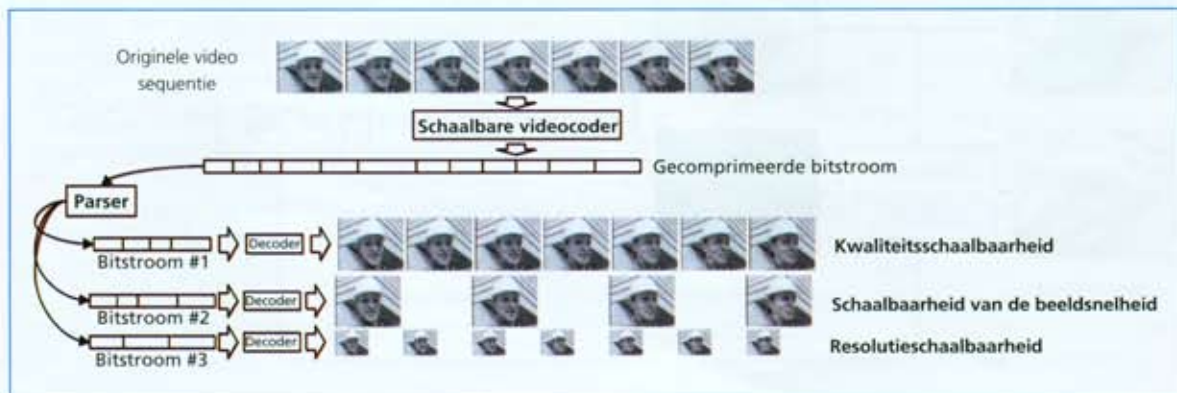 Originele video
sequentie
Schaalbare videocoder
Gecomprimeerde bitstroom
Parser
Decoder
Kwaliteitsschaalbaarheid
Bitstroom #1
Decoder
Schaalbaarheid van de beeldsnelheid
Bitstroom #2
Decoder
Resolutieschaalbaarheid
Bitstroom #3